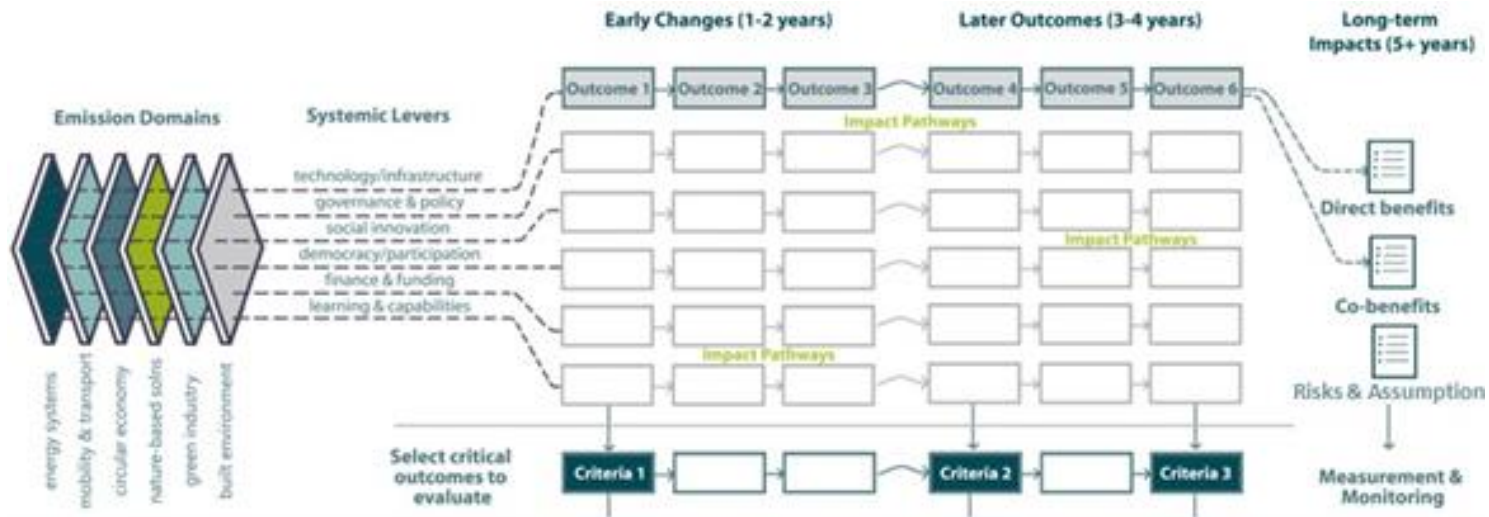 Early Changes (1-2 years)
Later Outcomes (3-4 years)
Long-term
Impacts (5+ years)
Emission Domains
Systemic Levers
Outcome 1
Outcome 2
Outcome 3
Outcome 4
Outcome 5
Outcome 6
Impact Pathways
technology/infrastructure
governance & policy
social innovation
democracy/participation
finance & funding
learning & capabilities
Impact Pathways
Impact Pathways
Direct benefits
Co-benefits
Risks & Assumption
energy systems
mobility & transport
circular economy
nature-based solns
green industry
built environment
Select critical
outcomes to
evaluate
Criteria 1
Criteria 2
Criteria 3
Measurement &
Monitoring